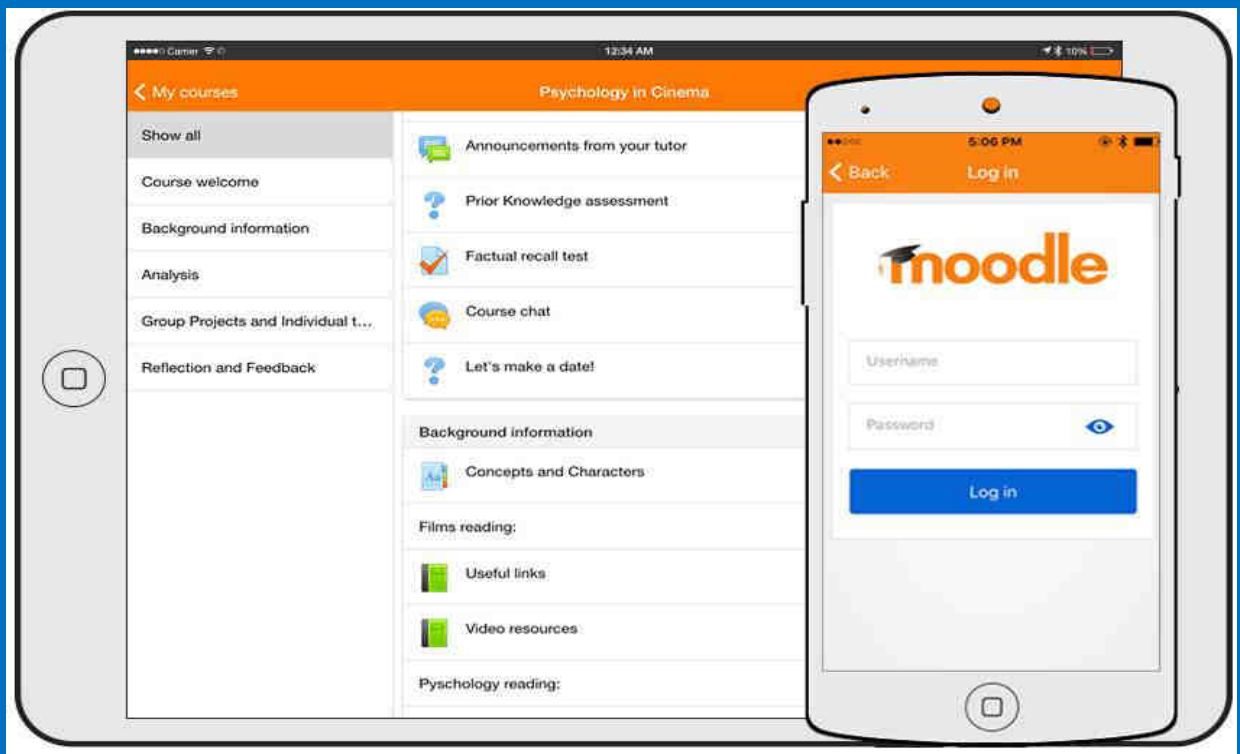 Carrier
12:34 AM
10%
My courses
Psychology in Cinema
Show all
Course welcome
Background information
Analysis
Group Projects and Individual t...
Reflection and Feedback
Announcements from your tutor
Prior Knowledge assessment
Factual recall test
Course chat
Let's make a date!
Background information
Concepts and Characters
Films reading:
Useful links
Video resources
Pyschology reading:
5:06 PM
Back
Log in
moodle
Username
Password
Log in